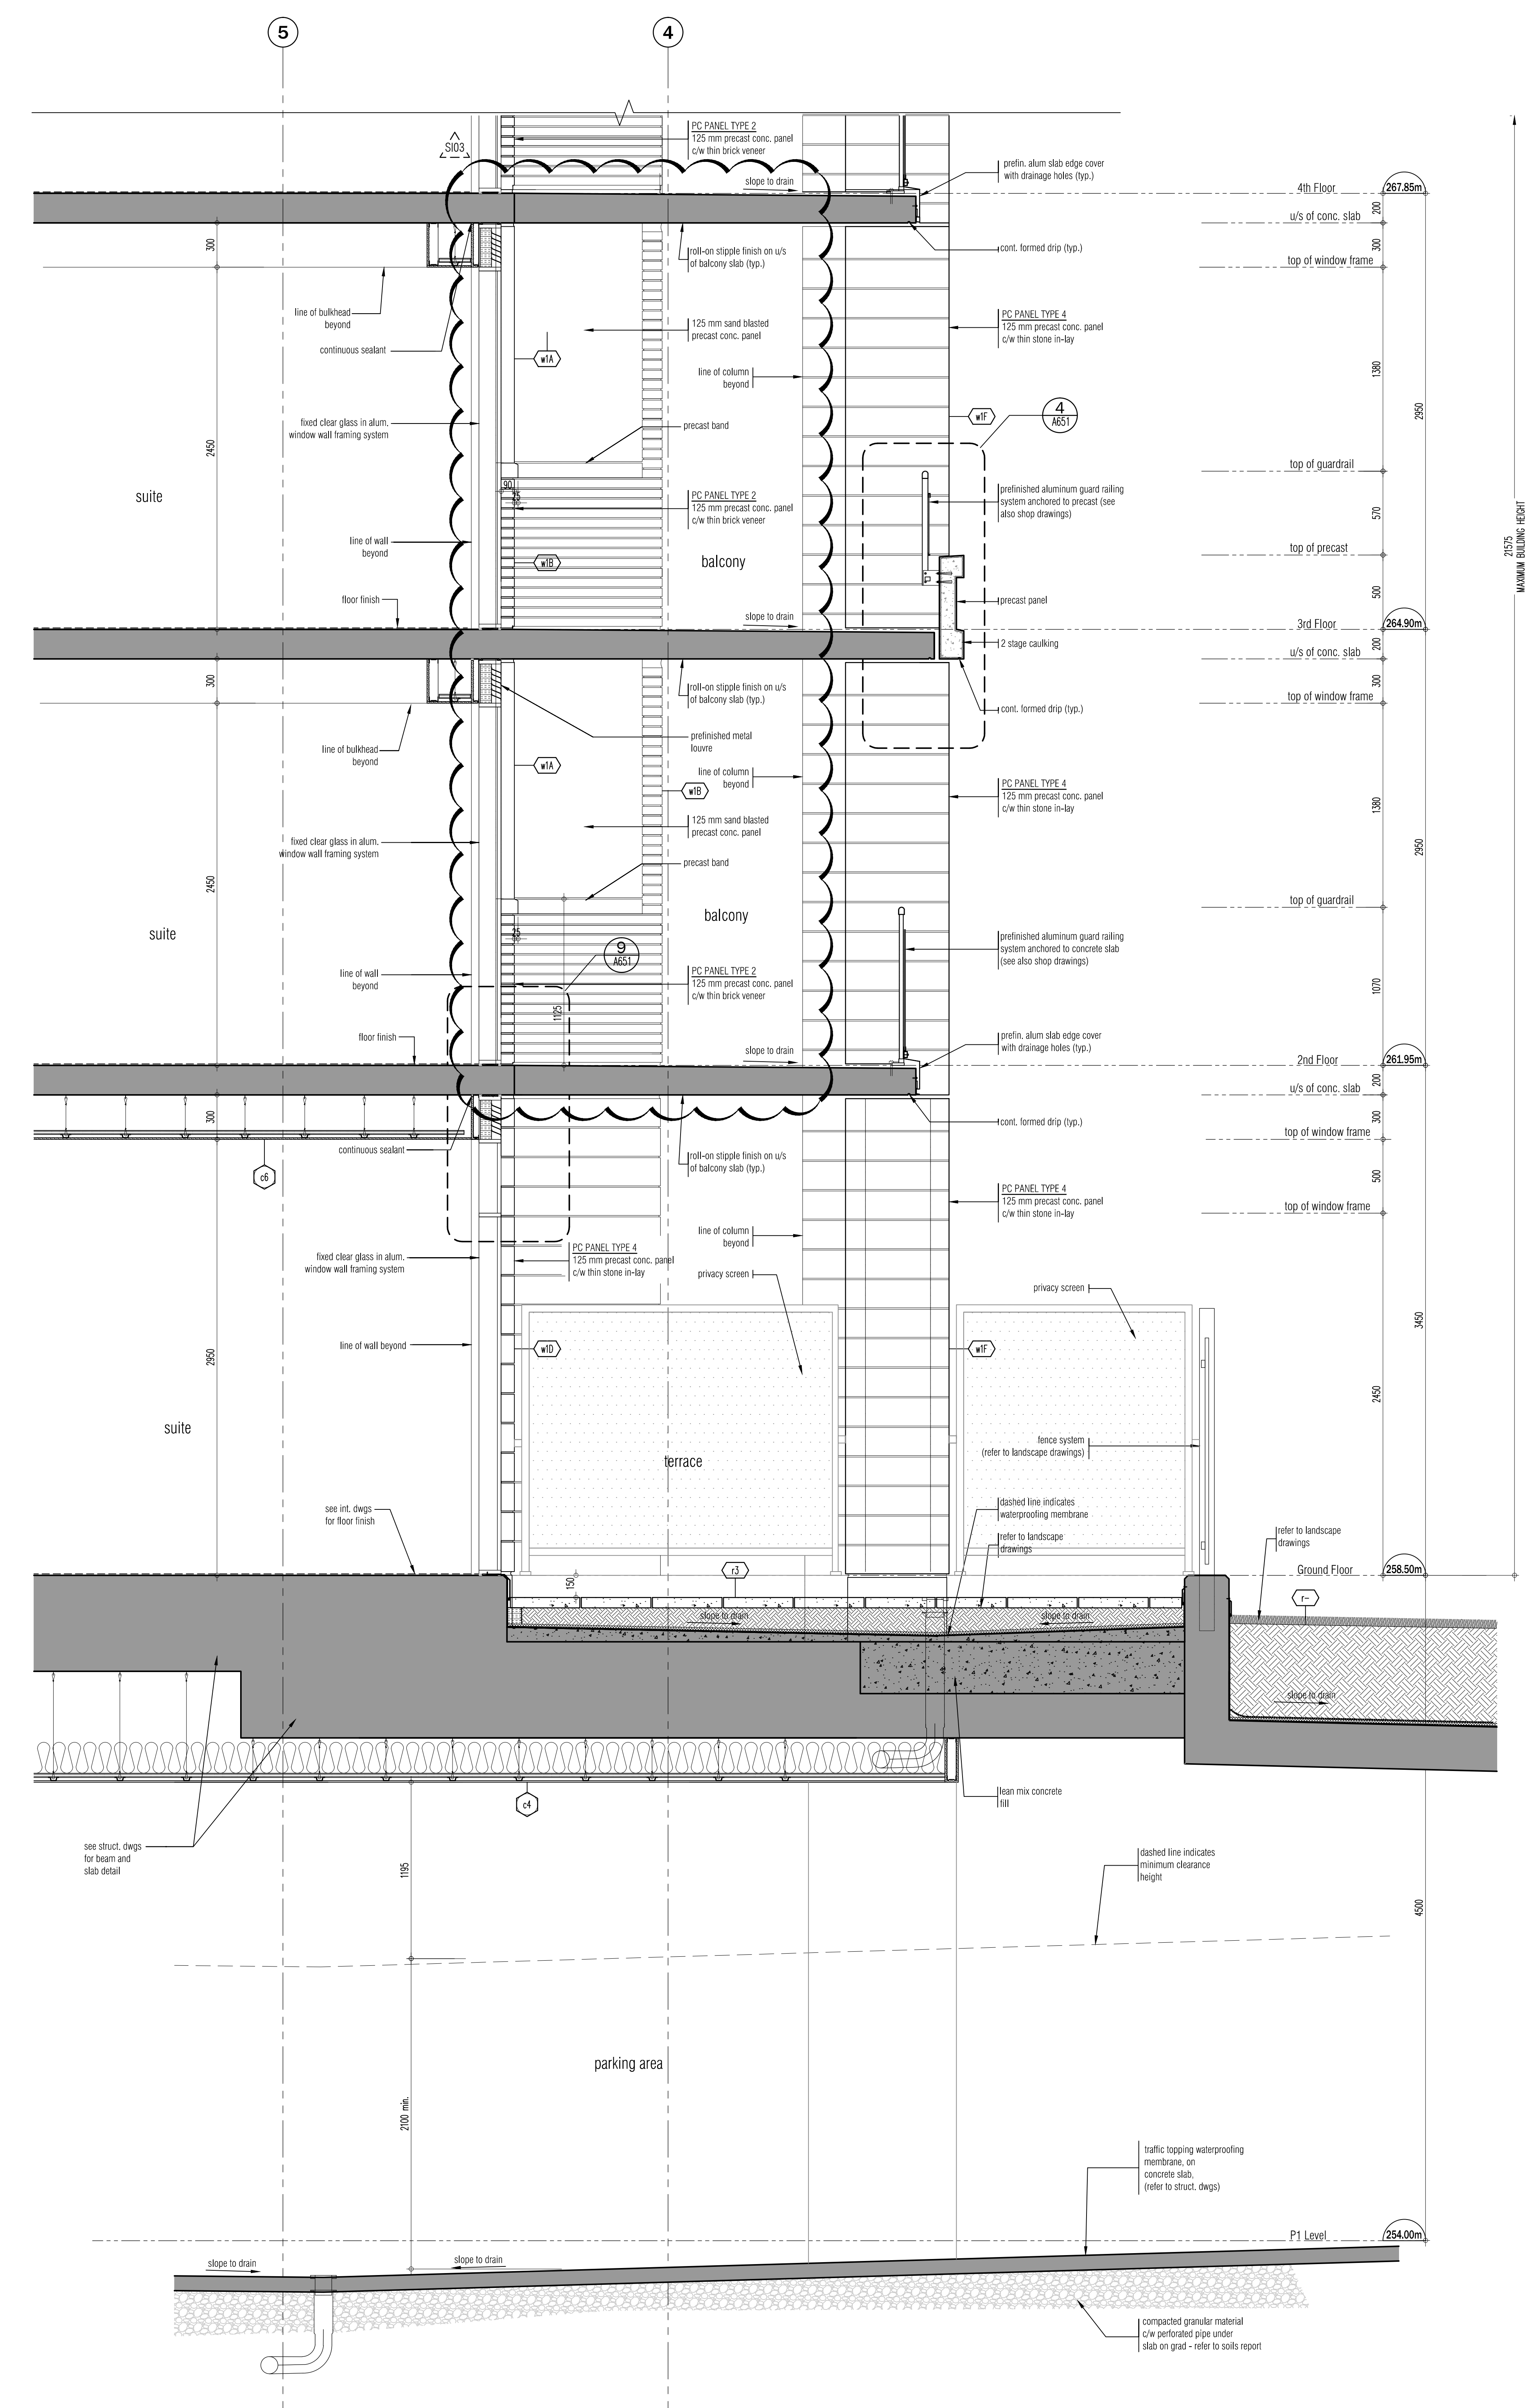 5
4
SI03
PC PANEL TYPE 2
125 mm precast conc. panel
c/w thin brick veneer
slope to drain
prefin. alum slab edge cover
with drainage holes (typ.)
4th Floor
267.85m
200
u/s of conc. slab
300
300
top of window frame
cont. formed drip (typ.)
roll-on stipple finish on u/s
of balcony slab (typ.)
line of bulkhead
beyond
continuous sealant
125 mm sand blasted
precast conc. panel
w1A
PC PANEL TYPE 4
125 mm precast conc. panel
c/w thin stone in-lay
line of column
beyond
1380
2950
w1F
4
A651
fixed clear glass in alum.
window wall framing system
precast band
2450
suite
top of guardrail
90
25
PC PANEL TYPE 2
125 mm precast conc. panel
c/w thin brick veneer
prefinished aluminum guard railing
system anchored to precast (see
also shop drawings)
570
21575
MAXIMUM BUILDING HEIGHT
line of wall
beyond
top of precast
w1B
balcony
500
floor finish
precast panel
slope to drain
3rd Floor
264.90m
2 stage caulking
200
u/s of conc. slab
300
300
roll-on stipple finish on u/s
of balcony slab (typ.)
top of window frame
cont. formed drip (typ.)
prefinished metal
louvre
line of bulkhead
beyond
w1A
w1B
line of column
beyond
PC PANEL TYPE 4
125 mm precast conc. panel
c/w thin stone in-lay
1380
2950
125 mm sand blasted
precast conc. panel
fixed clear glass in alum.
window wall framing system
precast band
2450
top of guardrail
balcony
suite
25
9
A651
prefinished aluminum guard railing
system anchored to concrete slab
(see also shop drawings)
line of wall
beyond
PC PANEL TYPE 2
125 mm precast conc. panel
c/w thin brick veneer
1070
1125
floor finish
slope to drain
prefin. alum slab edge cover
with drainage holes (typ.)
2nd Floor
261.95m
200
u/s of conc. slab
300
300
cont. formed drip (typ.)
top of window frame
continuous sealant
roll-on stipple finish on u/s
of balcony slab (typ.)
c6
500
PC PANEL TYPE 4
125 mm precast conc. panel
c/w thin stone in-lay
top of window frame
line of column
beyond
fixed clear glass in alum.
window wall framing system
PC PANEL TYPE 4
125 mm precast conc. panel
c/w thin stone in-lay
privacy screen
privacy screen
3450
line of wall beyond
w1D
w1F
2950
2450
suite
terrace
fence system
(refer to landscape drawings)
see int. dwgs
for floor finish
dashed line indicates
waterproofing membrane
refer to landscape
drawings
refer to landscape
drawings
r3
150
Ground Floor
258.50m
r-
slope to drain
slope to drain
slope to drain
c4
lean mix concrete
fill
see struct. dwgs
for beam and
slab detail
1195
dashed line indicates
minimum clearance
height
4500
parking area
2100 min.
traffic topping waterproofing
membrane, on
concrete slab,
(refer to struct. dwgs)
P1 Level
254.00m
slope to drain
slope to drain
compacted granular material
c/w perforated pipe under
slab on grad - refer to soils report